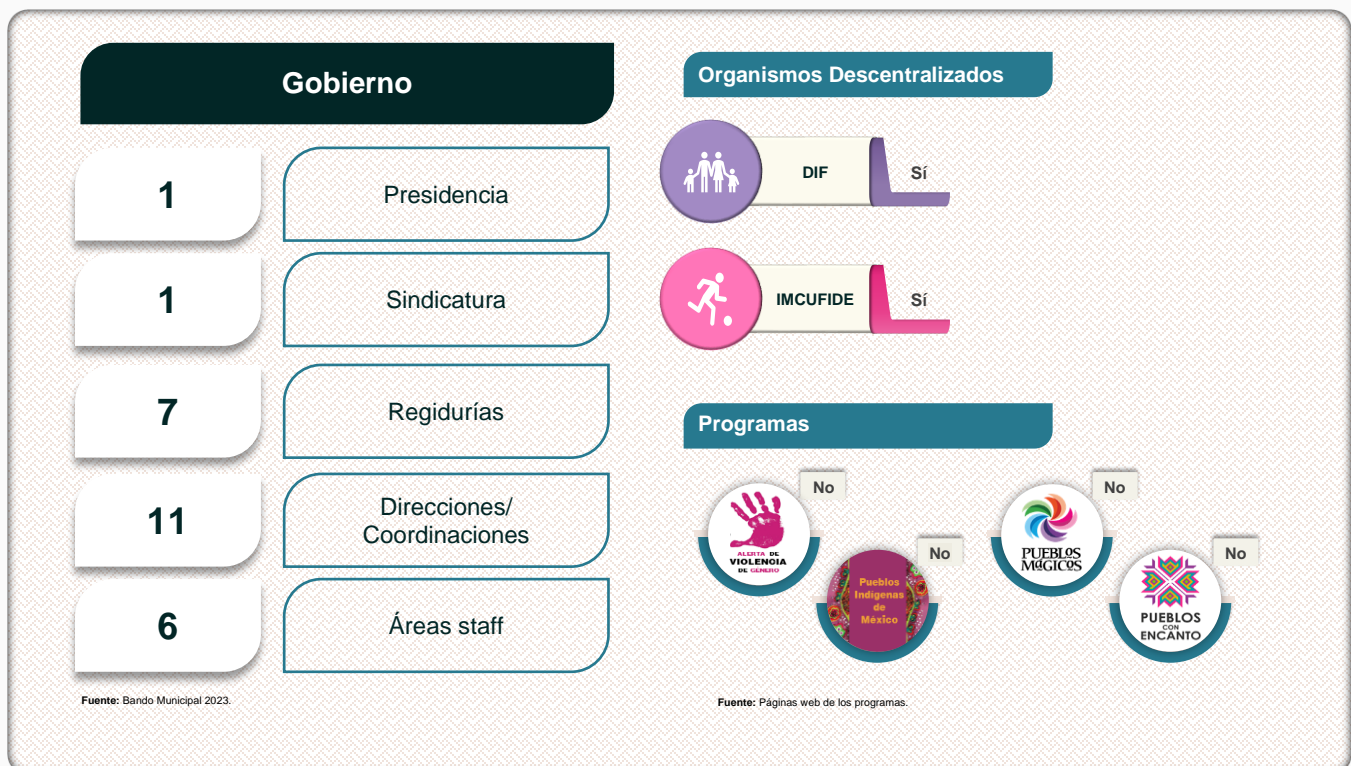 Gobierno
1
Presidencia
1
Sindicatura
7
Regidurías
11
Direcciones/
Coordinaciones
6
Áreas staff
Fuente: Bando Municipal 2023.
Organismos Descentralizados
DIF
Sí
IMCUFIDE
Sí
Programas
No
ALERTA DE
VIOLENCIA
DE GENERO
No
Pueblos
Indígenas
de
México
No
PUEBLOS
MáGICOS
No
PUEBLOS
CON
ENCANTO
Fuente: Páginas web de los programas.